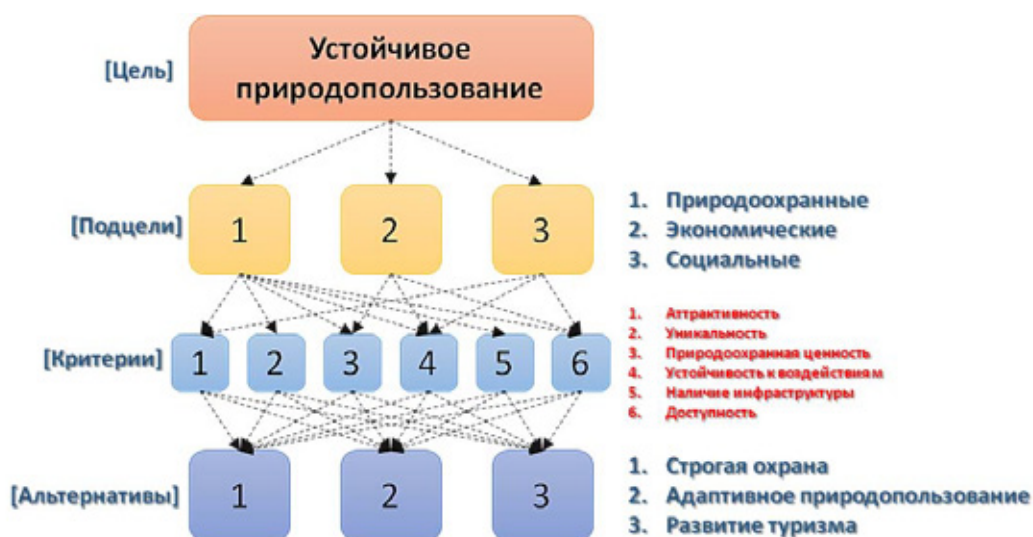 [Цель]
Устойчивое
природопользование
[Подцели]
1
2
3
1. Природоохранные
2. Экономические
3. Социальные
[Критерии]
1
2
3
4
5
6
1. Аттрактивность
2. Уникальность
3. Природоохранная ценность
4. Устойчивость к воздействиям
5. Наличие инфраструктуры
6. Доступность
[Альтернативы]
1
2
3
1. Строгая охрана
2. Адаптивное природопользование
3. Развитие туризма